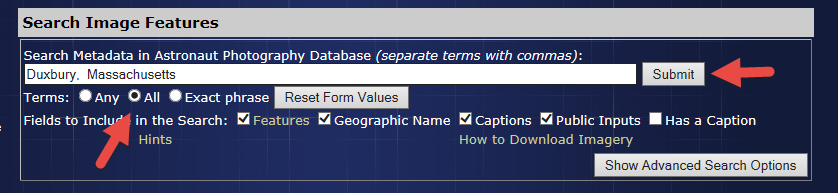 Search Image Features
Search Metadata in Astronaut Photography Database (separate terms with commas):
Duxbury, Massachusetts Submit
Terms: Any All Exact phrase Reset Form Values
Fields to Include in the Search: Features Geographic Name Captions Public Inputs Has a Caption
Hints How to Download Imagery
Show Advanced Search Options